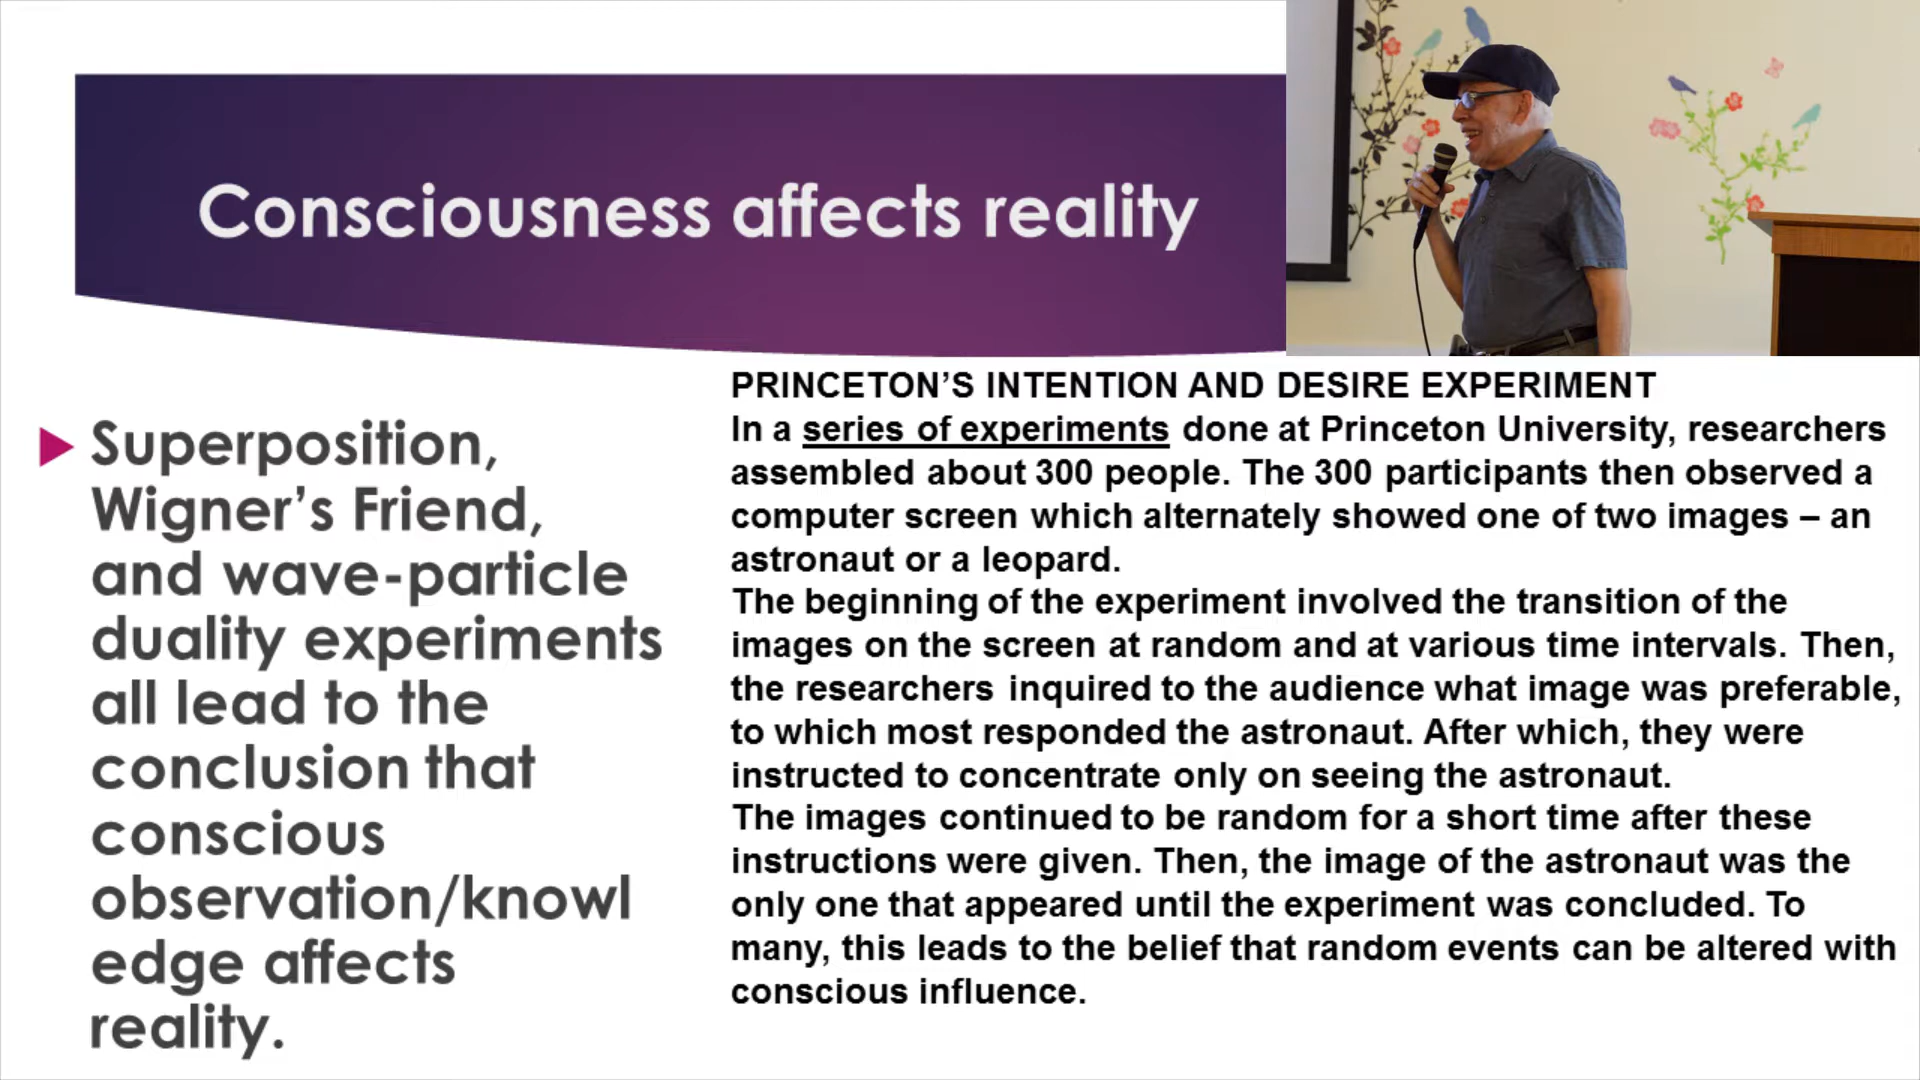 Consciousness affects reality
Superposition,
Wigner’s Friend,
and wave-particle
duality experiments
all lead to the
conclusion that
conscious
observation/knowl
edge affects
reality.
PRINCETON’S INTENTION AND DESIRE EXPERIMENT
In a series of experiments done at Princeton University, researchers
assembled about 300 people. The 300 participants then observed a
computer screen which alternately showed one of two images – an
astronaut or a leopard.
The beginning of the experiment involved the transition of the
images on the screen at random and at various time intervals. Then,
the researchers inquired to the audience what image was preferable,
to which most responded the astronaut. After which, they were
instructed to concentrate only on seeing the astronaut.
The images continued to be random for a short time after these
instructions were given. Then, the image of the astronaut was the
only one that appeared until the experiment was concluded. To
many, this leads to the belief that random events can be altered with
conscious influence.